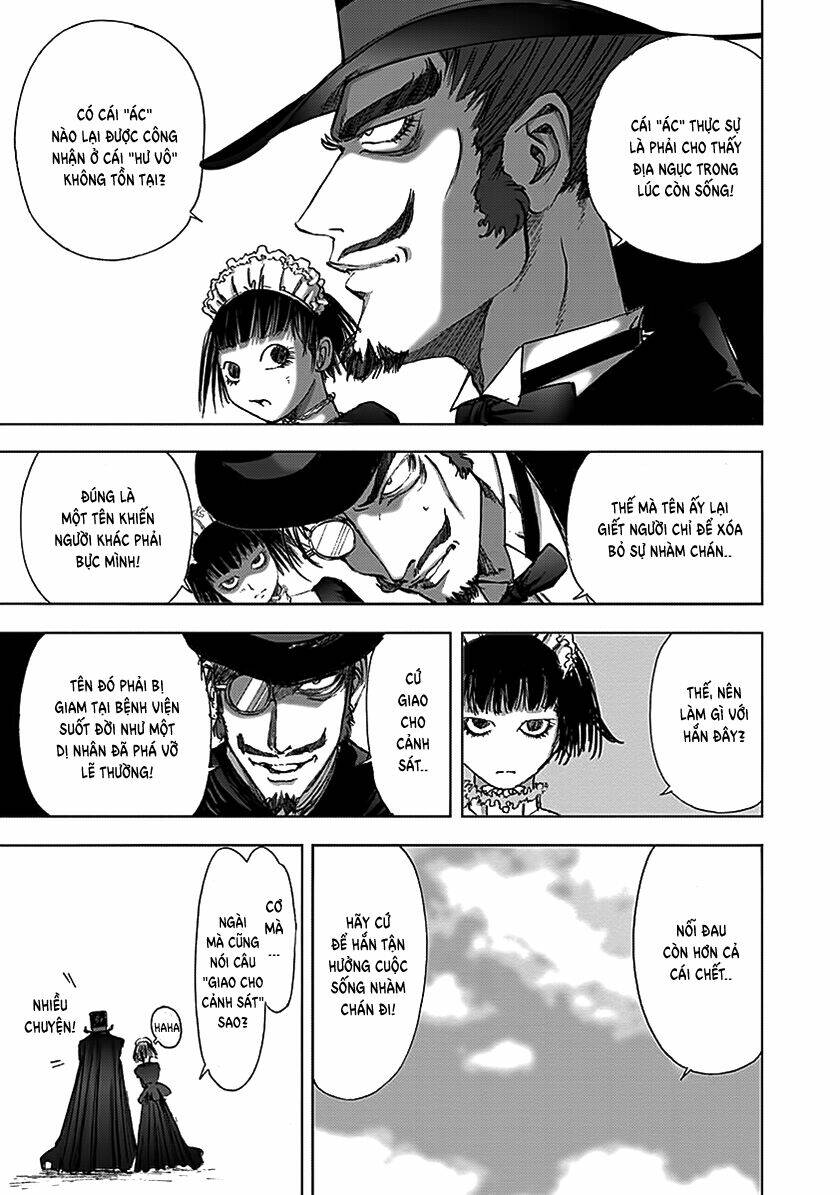 CÁI "ÁC" THỰC SỰ
LÀ PHẢI CHO THẤY
ĐỊA NGỤC TRONG
LÚC CÒN SỐNG!
CÓ CÁI "ÁC"
NÀO LẠI ĐƯỢC CÔNG
NHẬN Ở CÁI "HƯ VÔ"
KHÔNG TỒN TẠI?
THẾ MÀ TÊN ẤY LẠI
GIẾT NGƯỜI CHỈ ĐỂ XÓA
BỎ SỰ NHÀM CHÁN..
ĐÚNG LÀ
MỘT TÊN KHIẾN
NGƯỜI KHÁC PHẢI
BỰC MÌNH!
THẾ, NÊN
LÀM GÌ VỚI
HẮN ĐÂY?
CỨ
GIAO
CHO
CẢNH
SÁT..
TÊN ĐÓ PHẢI BỊ
GIAM TẠI BỆNH VIỆN
SUỐT ĐỜI NHƯ MỘT
DỊ NHÂN ĐÃ PHÁ VỠ
LẼ THƯỜNG!
NỖI ĐAU
CÒN HƠN CẢ
CÁI CHẾT..
HÃY CỨ
ĐỂ HẮN TẬN
HƯỞNG CUỘC
SỐNG NHÀM
CHÁN ĐI!
CƠ
MÀ
...
NGÀI
MÀ CŨNG
NÓI CÂU
"GIAO CHO
CẢNH SÁT"
SAO?
HAHA
NHIỀU
CHUYỆN!